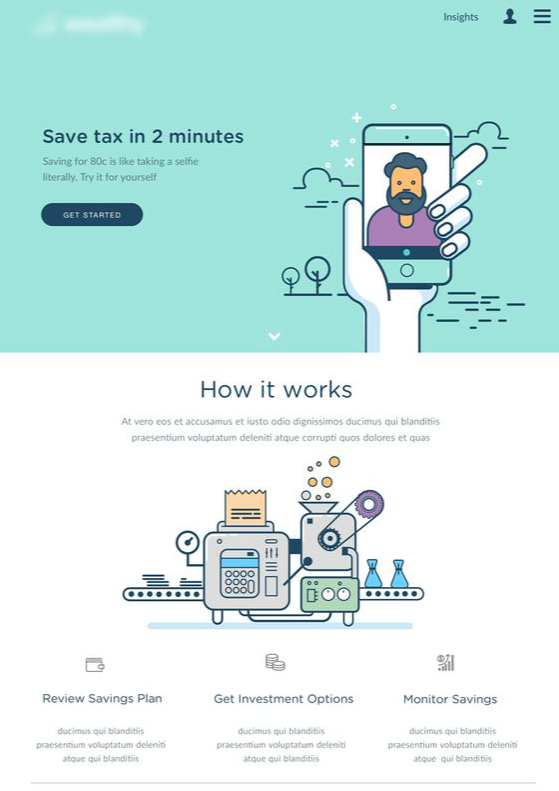 Insights
Save tax in 2 minutes
Saving for 80c is like taking a selfie
literally. Try it for yourself
GET STARTED
How it works
At vero eos et accusamus et iusto odio dignissimos ducimus qui blanditiis
praesentium voluptatum deleniti atque corrupti quos dolores et quas
Review Savings Plan
Get Investment Options
Monitor Savings
ducimus qui blanditiis
praesentium voluptatum deleniti
atque qui blanditiis
ducimus qui blanditiis
praesentium voluptatum deleniti
atque qui blanditiis
ducimus qui blanditiis
praesentium voluptatum deleniti
atque qui blanditiis